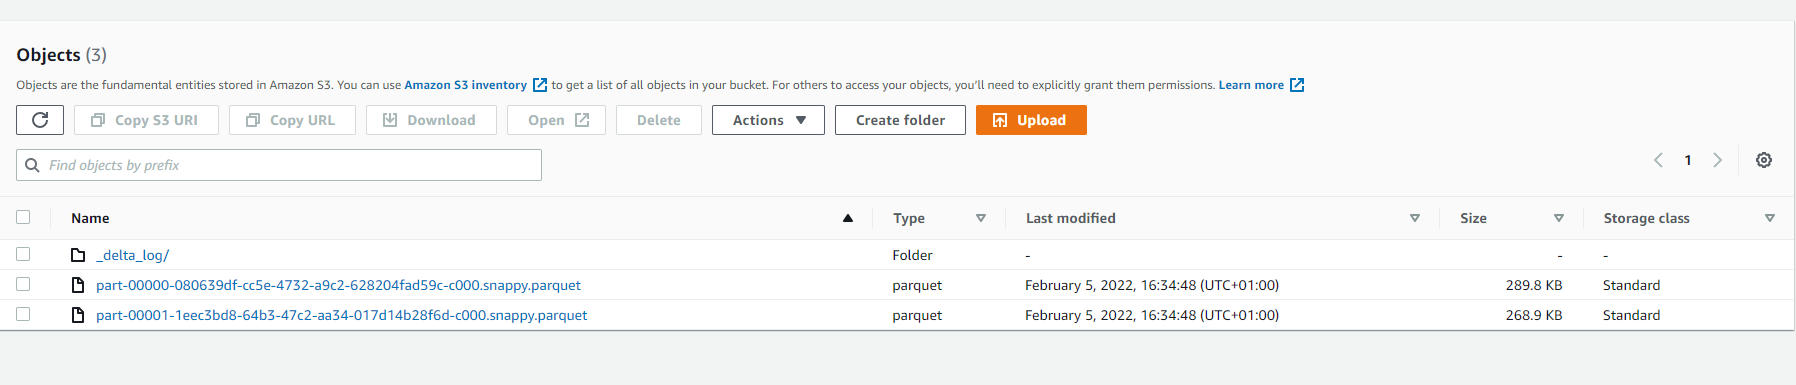 Objects (3)
Objects are the fundamental entities stored in Amazon S3. You can use Amazon S3 inventory to get a list of all objects in your bucket. For others to access your objects, you'll need to explicitly grant them permissions. Learn more
Copy S3 URI Copy URL Download Open Delete Actions Create folder Upload
Find objects by prefix
1
Name Type Last modified Size Storage class
_delta_log/ Folder - - -
part-00000-080639df-cc5e-4732-a9c2-628204fad59c-c000.snappy.parquet parquet February 5, 2022, 16:34:48 (UTC+01:00) 289.8 KB Standard
part-00001-1eec3bd8-64b3-47c2-aa34-017d14b28f6d-c000.snappy.parquet parquet February 5, 2022, 16:34:48 (UTC+01:00) 268.9 KB Standard